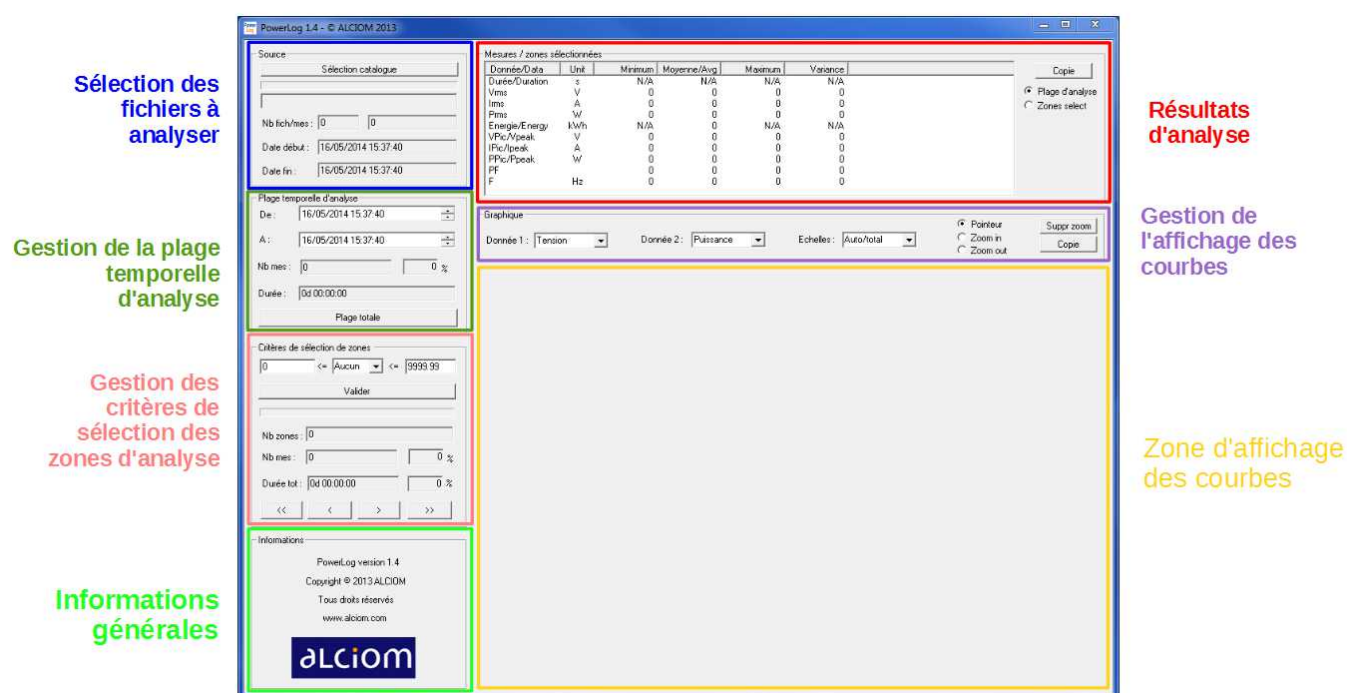 PowerLog 1.4 - © ALCIOM 2013
Sélection des
fichiers à
analyser
Source
Sélection catalogue
Nb fich/mes : 0 0
Date début : 16/05/2014 15:37:40
Date fin : 16/05/2014 15:37:40
Mesures / zones sélectionnées
Donnée/Data Unit Minimum Moyenne/Avg Maximum Variance
Durée/Duration s N/A N/A N/A N/A
Vrms V 0 0 0 0
Irms A 0 0 0 0
Prms W 0 0 0 0
Energie/Energy kWh N/A 0 N/A N/A
VPic/Vpeak V 0 0 0 0
IPic/Ipeak A 0 0 0 0
PPic/Ppeak W 0 0 0 0
PF 0 0 0 0
F Hz 0 0 0 0
Copie
Plage d'analyse
Zones select
Résultats
d'analyse
Gestion de la plage
temporelle
d'analyse
Plage temporelle d'analyse
De : 16/05/2014 15:37:40
A : 16/05/2014 15:37:40
Nb mes : 0 0 %
Durée : 0d 00:00:00
Plage totale
Graphique
Donnée 1 : Tension Donnée 2 : Puissance Echelles : Auto/total
Pointeur
Zoom in
Zoom out
Suppr zoom
Copie
Gestion de
l'affichage des
courbes
Gestion des
critères de
sélection des
zones d'analyse
Critères de sélection de zones
0 <= Aucun <= 9999.99
Valider
Nb zones : 0
Nb mes : 0 0 %
Durée tot : 0d 00:00:00 0 %
<< < > >>
Zone d'affichage
des courbes
Informations
générales
Informations
PowerLog version 1.4
Copyright © 2013 ALCIOM
Tous droits réservés
www.alciom.com
aLciom